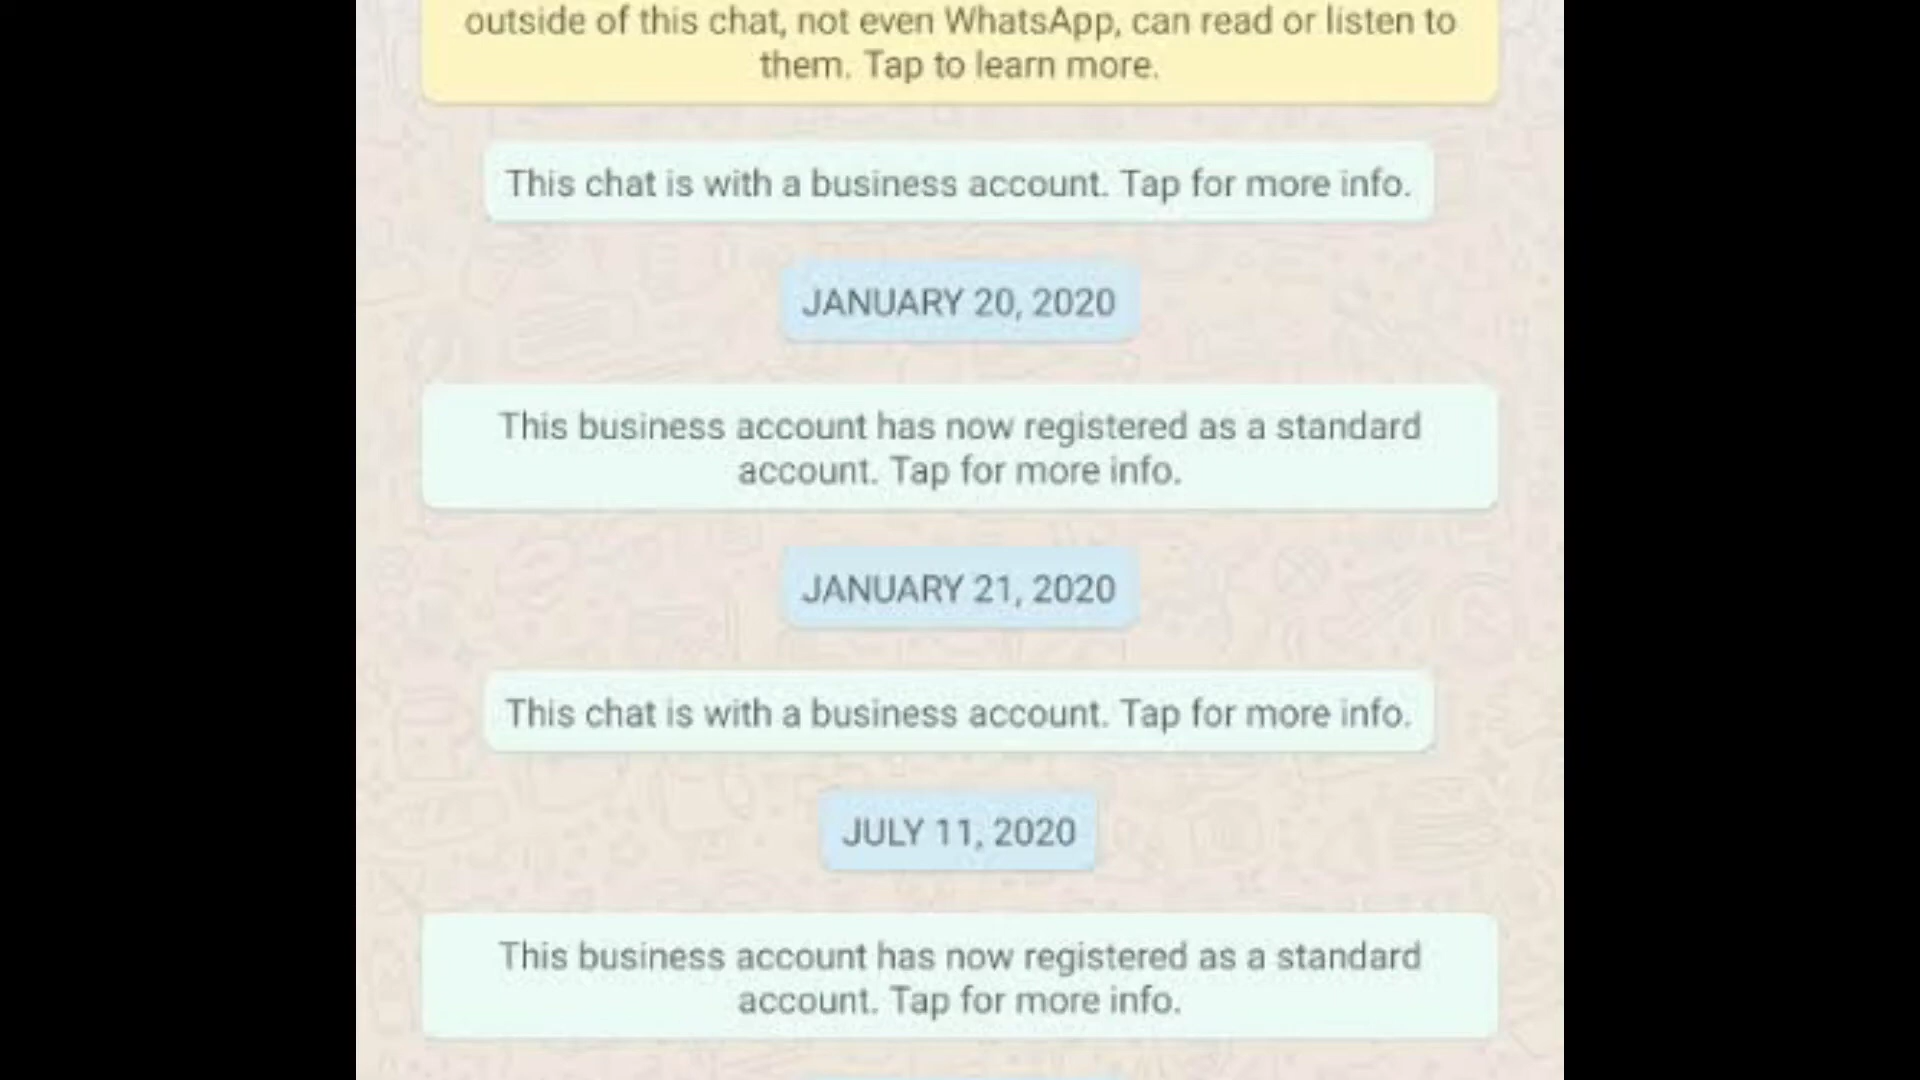 outside of this chat, not even WhatsApp, can read or listen to
them. Tap to learn more.
This chat is with a business account. Tap for more info.
JANUARY 20, 2020
This business account has now registered as a standard
account. Tap for more info.
JANUARY 21, 2020
This chat is with a business account. Tap for more info.
JULY 11, 2020
This business account has now registered as a standard
account. Tap for more info.